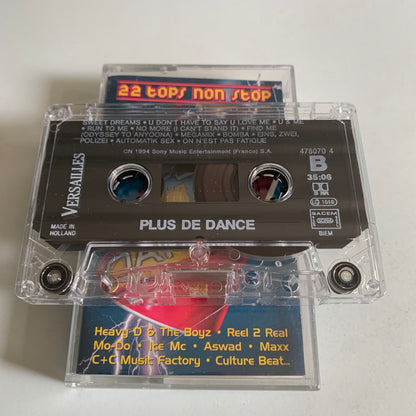 22 tops non stop
SWEET DREAMS • U DON'T HAVE TO SAY U LOVE ME • U & ME
• RUN TO ME • NO MORE (I CAN'T STAND IT) • FIND ME
(ODYSSEY TO ANYOONA) • MEGAMIX • BOMBA • EINS, ZWEI,
POLIZEI • AUTOMATIK SEX • ON N'EST PAS FATIGUE
CN 1994 Sony Music Entertainment (France) S.A.
476070 4
B
35:06
VERSAILLES
MADE IN
HOLLAND
PLUS DE DANCE
SACEM
BIEM
Heavy D & The Boyz • Reel 2 Real
Mo-Do • Ice Mc • Aswad • Maxx
C+C Music Factory • Culture Beat...